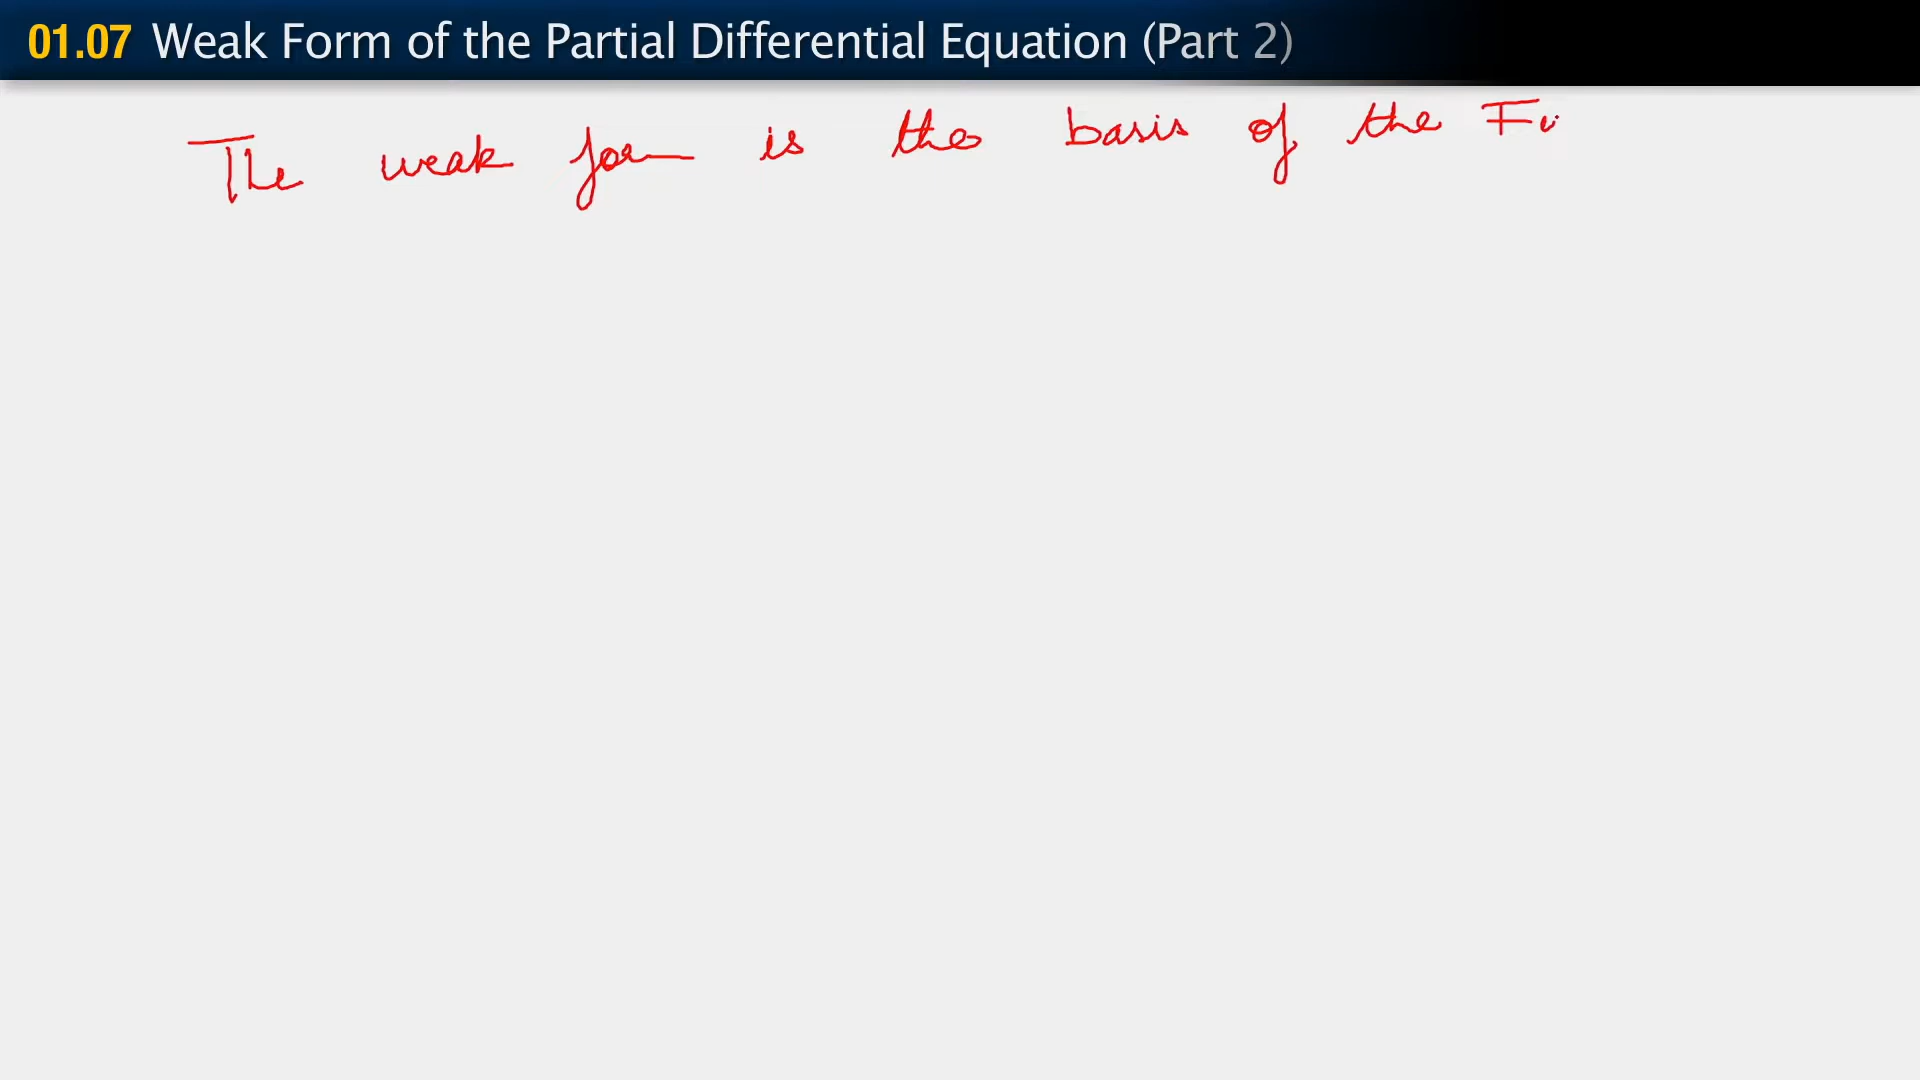 01.07 Weak Form of the Partial Differential Equation (Part 2)
The weak form is the basis of the Fi